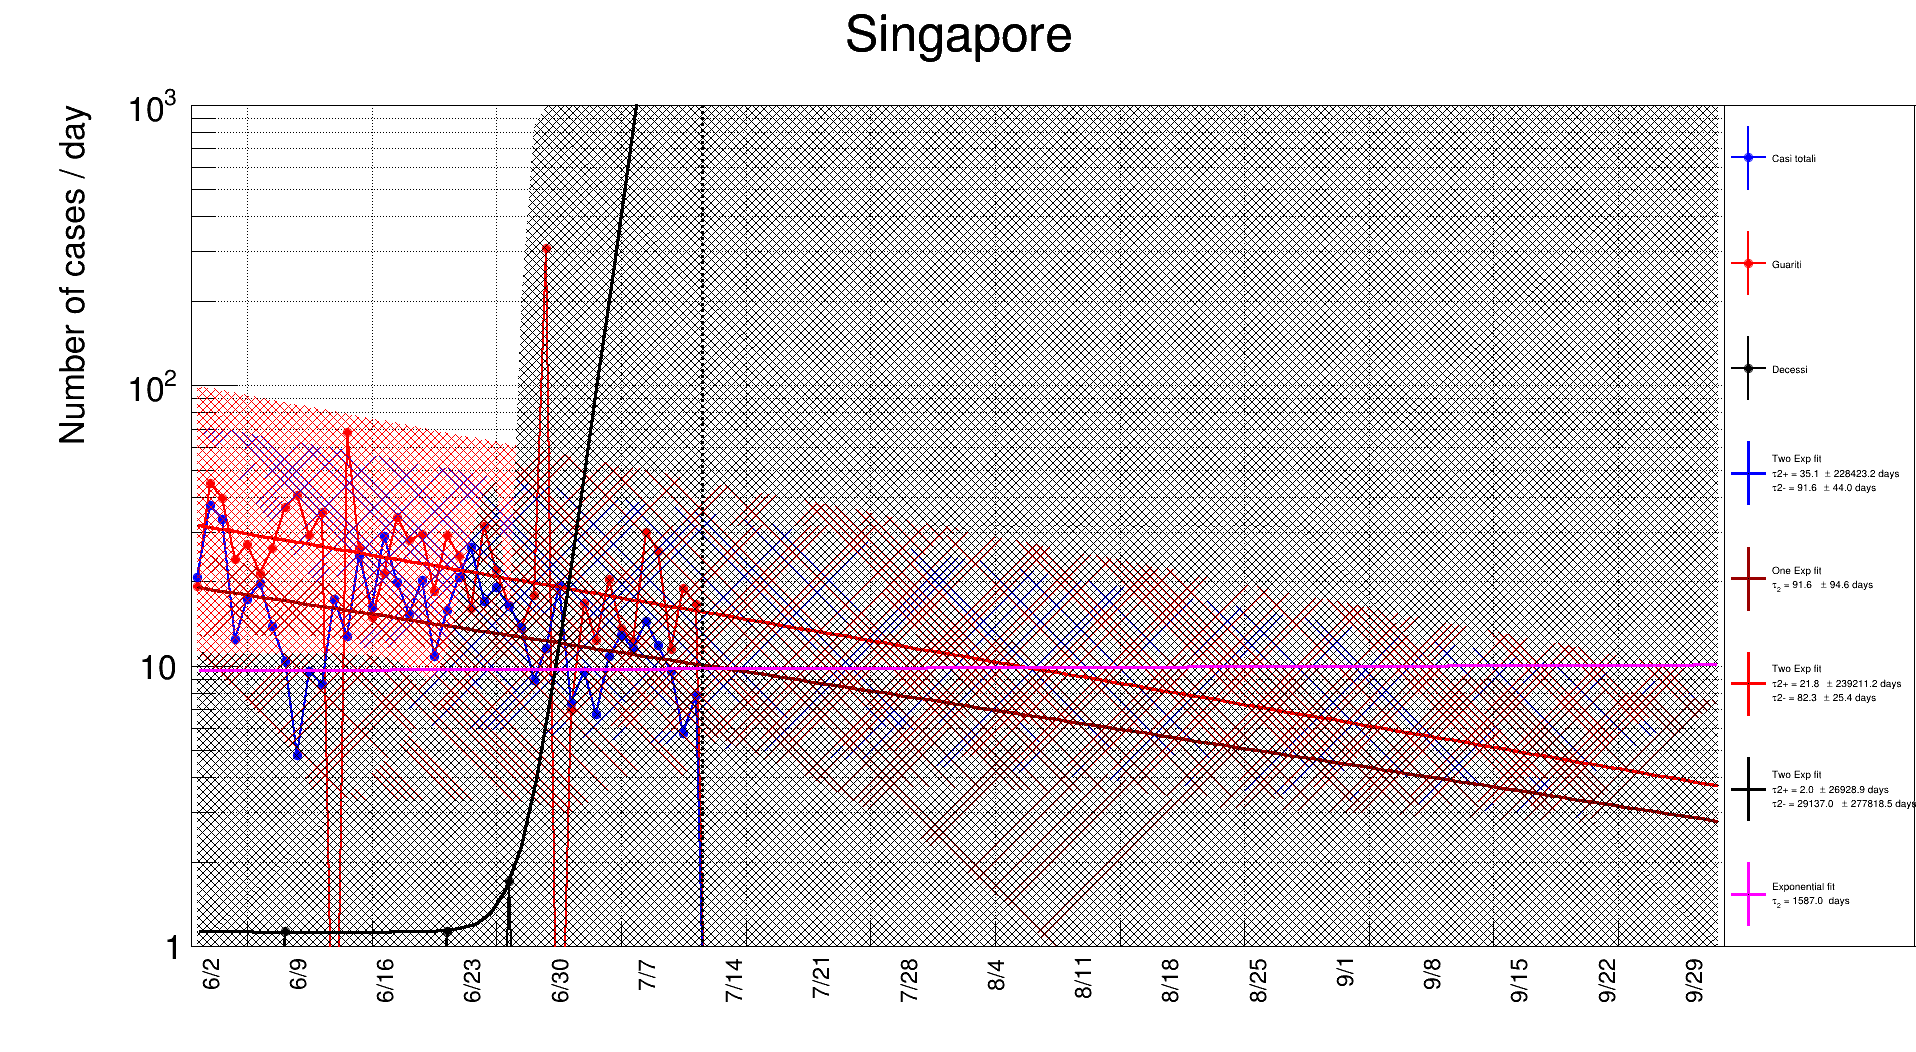 Singapore
Number of cases / day
10³
10²
10
1
6/2
6/9
6/16
6/23
6/30
7/7
7/14
7/21
7/28
8/4
8/11
8/18
8/25
9/1
9/8
9/15
9/22
9/29
Casi totali
Guariti
Decessi
Two Exp fit
τ2+ = 35.1 ± 228423.2 days
τ2- = 91.6 ± 44.0 days
One Exp fit
τ₂ = 91.6 ± 94.6 days
Two Exp fit
τ2+ = 21.8 ± 239211.2 days
τ2- = 82.3 ± 25.4 days
Two Exp fit
τ2+ = 2.0 ± 26928.9 days
τ2- = 29137.0 ± 277818.5 days
Exponential fit
τ₂ = 1587.0 days